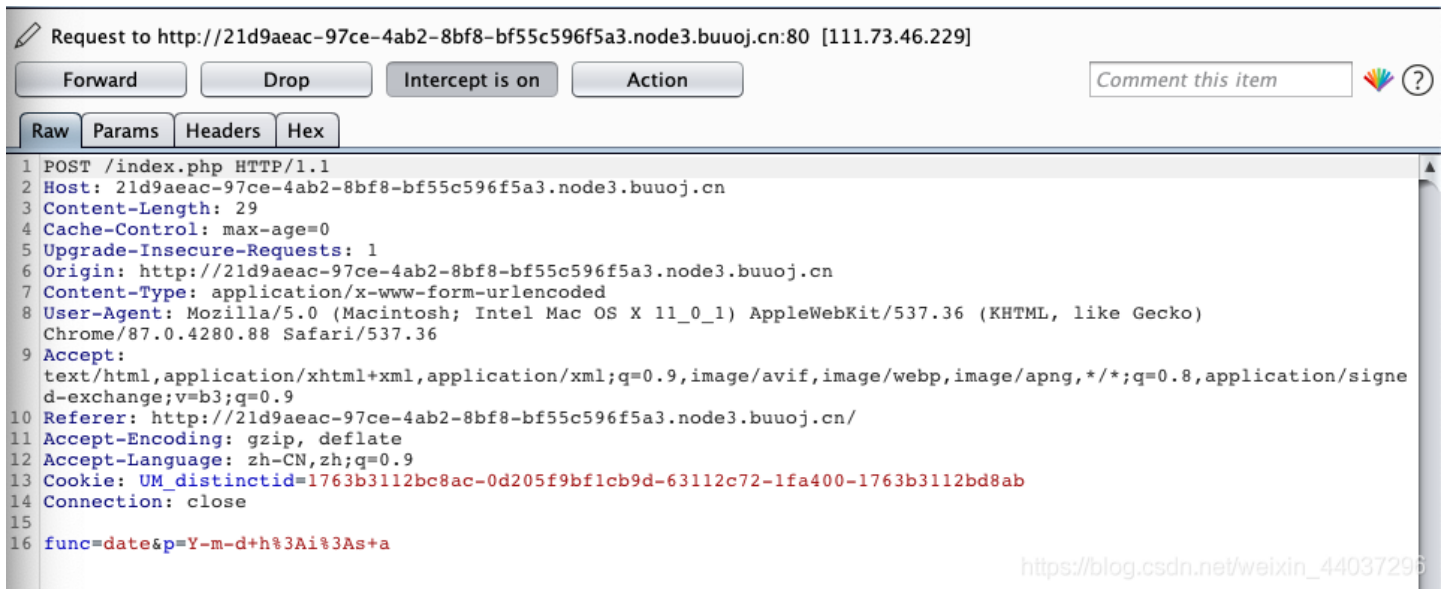 Request to http://21d9aeac-97ce-4ab2-8bf8-bf55c596f5a3.node3.buuoj.cn:80 [111.73.46.229]
Forward Drop Intercept is on Action Comment this item ?
Raw Params Headers Hex
1 POST /index.php HTTP/1.1
2 Host: 21d9aeac-97ce-4ab2-8bf8-bf55c596f5a3.node3.buuoj.cn
3 Content-Length: 29
4 Cache-Control: max-age=0
5 Upgrade-Insecure-Requests: 1
6 Origin: http://21d9aeac-97ce-4ab2-8bf8-bf55c596f5a3.node3.buuoj.cn
7 Content-Type: application/x-www-form-urlencoded
8 User-Agent: Mozilla/5.0 (Macintosh; Intel Mac OS X 11_0_1) AppleWebKit/537.36 (KHTML, like Gecko)
Chrome/87.0.4280.88 Safari/537.36
9 Accept:
text/html,application/xhtml+xml,application/xml;q=0.9,image/avif,image/webp,image/apng,*/*;q=0.8,application/signe
d-exchange;v=b3;q=0.9
10 Referer: http://21d9aeac-97ce-4ab2-8bf8-bf55c596f5a3.node3.buuoj.cn/
11 Accept-Encoding: gzip, deflate
12 Accept-Language: zh-CN,zh;q=0.9
13 Cookie: UM_distinctid=1763b3112bc8ac-0d205f9bf1cb9d-63112c72-1fa400-1763b3112bd8ab
14 Connection: close
15
16 func=date&p=Y-m-d+h%3Ai%3As+a
https://blog.csdn.net/weixin_44037296